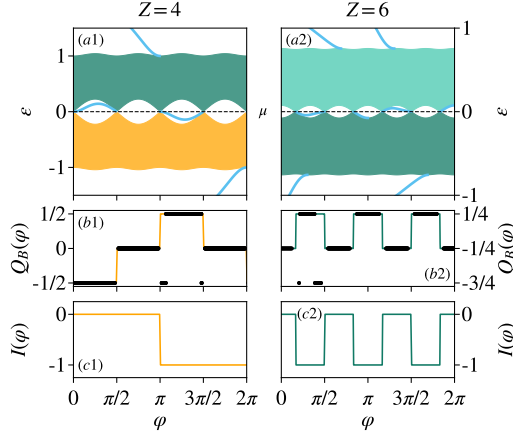 Z = 4
Z = 6
(a1)
(a2)
1
0
-1
ε
μ
1
0
-1
ε
(b1)
(b2)
1/2
0
-1/2
Q_B(φ)
1/4
-1/4
-3/4
Q_B(φ)
(c1)
(c2)
0
-1
I(φ)
0
-1
I(φ)
0 π/2 π 3π/2 2π
0 π/2 π 3π/2 2π
φ
φ